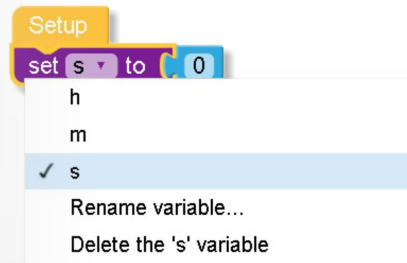 Setup
set s to 0
h
m
✓ s
Rename variable...
Delete the 's' variable